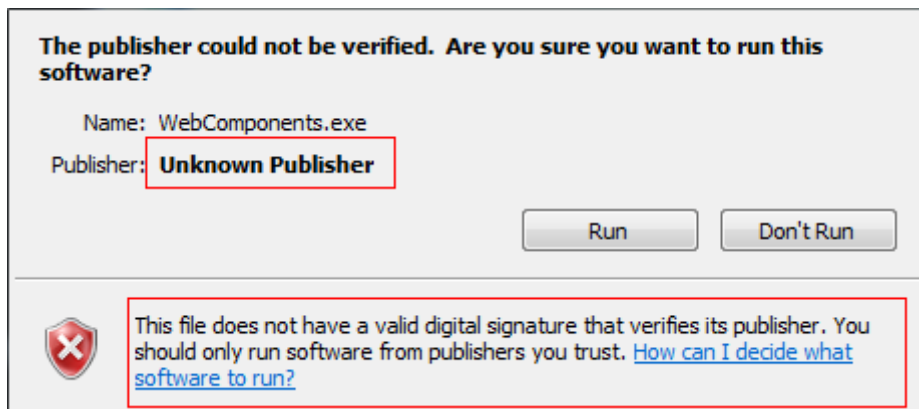 The publisher could not be verified.  Are you sure you want to run this
software?
Name: WebComponents.exe
Publisher: Unknown Publisher
Run
Don't Run
This file does not have a valid digital signature that verifies its publisher. You
should only run software from publishers you trust. How can I decide what
software to run?